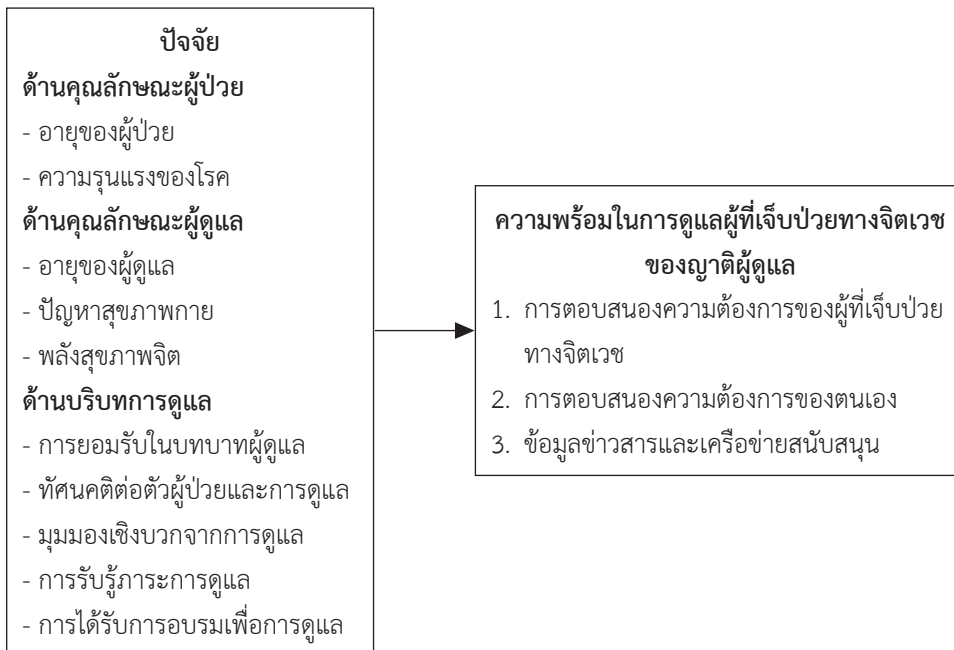 ปัจจัย
ด้านคุณลักษณะผู้ป่วย
- อายุของผู้ป่วย
- ความรุนแรงของโรค
ด้านคุณลักษณะผู้ดูแล
- อายุของผู้ดูแล
- ปัญหาสุขภาพกาย
- พลังสุขภาพจิต
ด้านบริบทการดูแล
- การยอมรับในบทบาทผู้ดูแล
- ทัศนคติต่อตัวผู้ป่วยและการดูแล
- มุมมองเชิงบวกจากการดูแล
- การรับรู้ภาระการดูแล
- การได้รับการอบรมเพื่อการดูแล
ความพร้อมในการดูแลผู้ที่เจ็บป่วยทางจิตเวช
ของญาติผู้ดูแล
1. การตอบสนองความต้องการของผู้ที่เจ็บป่วย
ทางจิตเวช
2. การตอบสนองความต้องการของตนเอง
3. ข้อมูลข่าวสารและเครือข่ายสนับสนุน